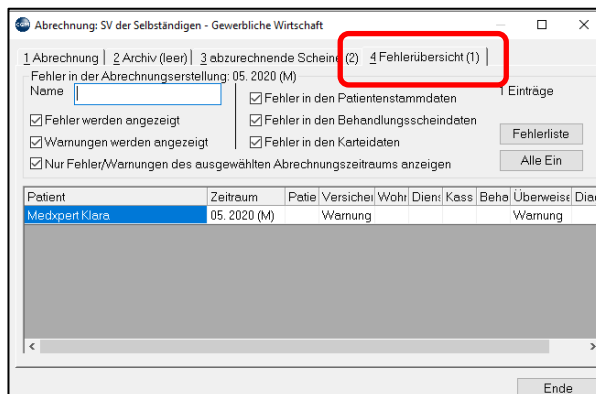 CGM Abrechnung: SV der Selbständigen - Gewerbliche Wirtschaft
1 Abrechnung 2 Archiv (leer) 3 abzurechnende Scheine (2) 4 Fehlerübersicht (1)
Fehler in der Abrechnungserstellung: 05. 2020 (M)
Name Fehler in den Patientenstammdaten 1 Einträge
Fehler werden angezeigt Fehler in den Behandlungsscheindaten Fehlerliste
Warnungen werden angezeigt Fehler in den Karteidaten
Nur Fehler/Warnungen des ausgewählten Abrechnungszeitraums anzeigen Alle Ein
Patient Zeitraum Patie Versicher Wohr Diens Kass Beha Überweise Diag
Medxpert Klara 05. 2020 (M) Warnung Warnung
Ende